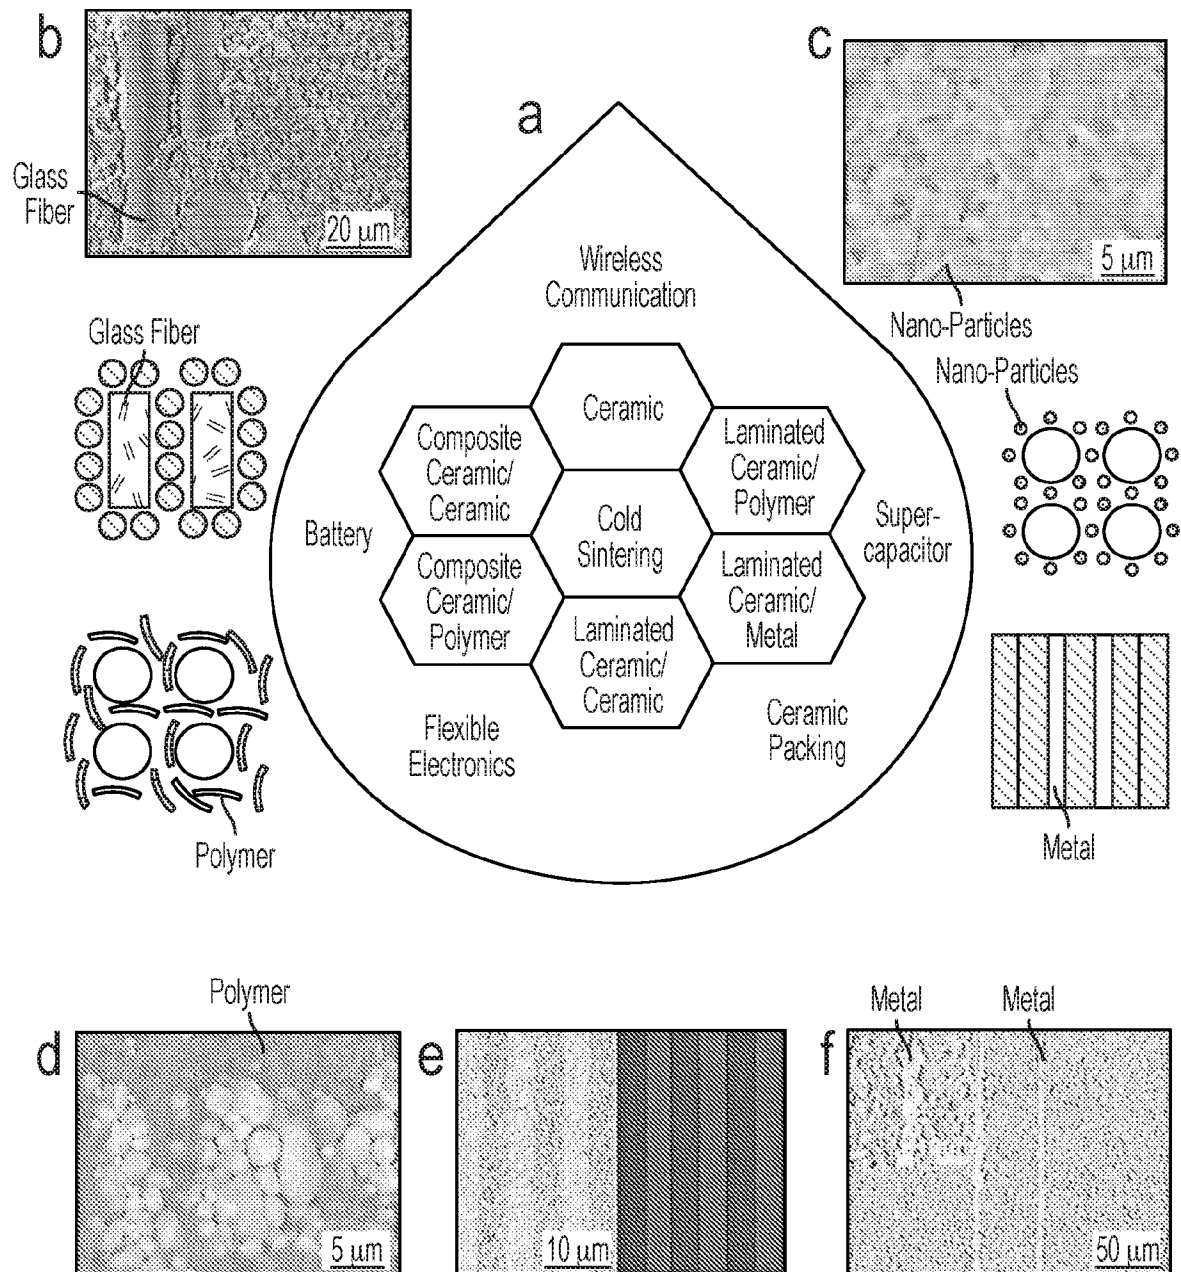 b
Glass
Fiber
20 μm
a
c
5 μm
Nano-Particles
Glass Fiber
Nano-Particles
Wireless
Communication
Ceramic
Composite
Ceramic/
Ceramic
Laminated
Ceramic/
Polymer
Cold
Sintering
Battery
Super-
capacitor
Composite
Ceramic/
Polymer
Laminated
Ceramic/
Metal
Laminated
Ceramic/
Ceramic
Flexible
Electronics
Ceramic
Packing
Polymer
Metal
d
Polymer
5 μm
e
10 μm
f
Metal
Metal
50 μm